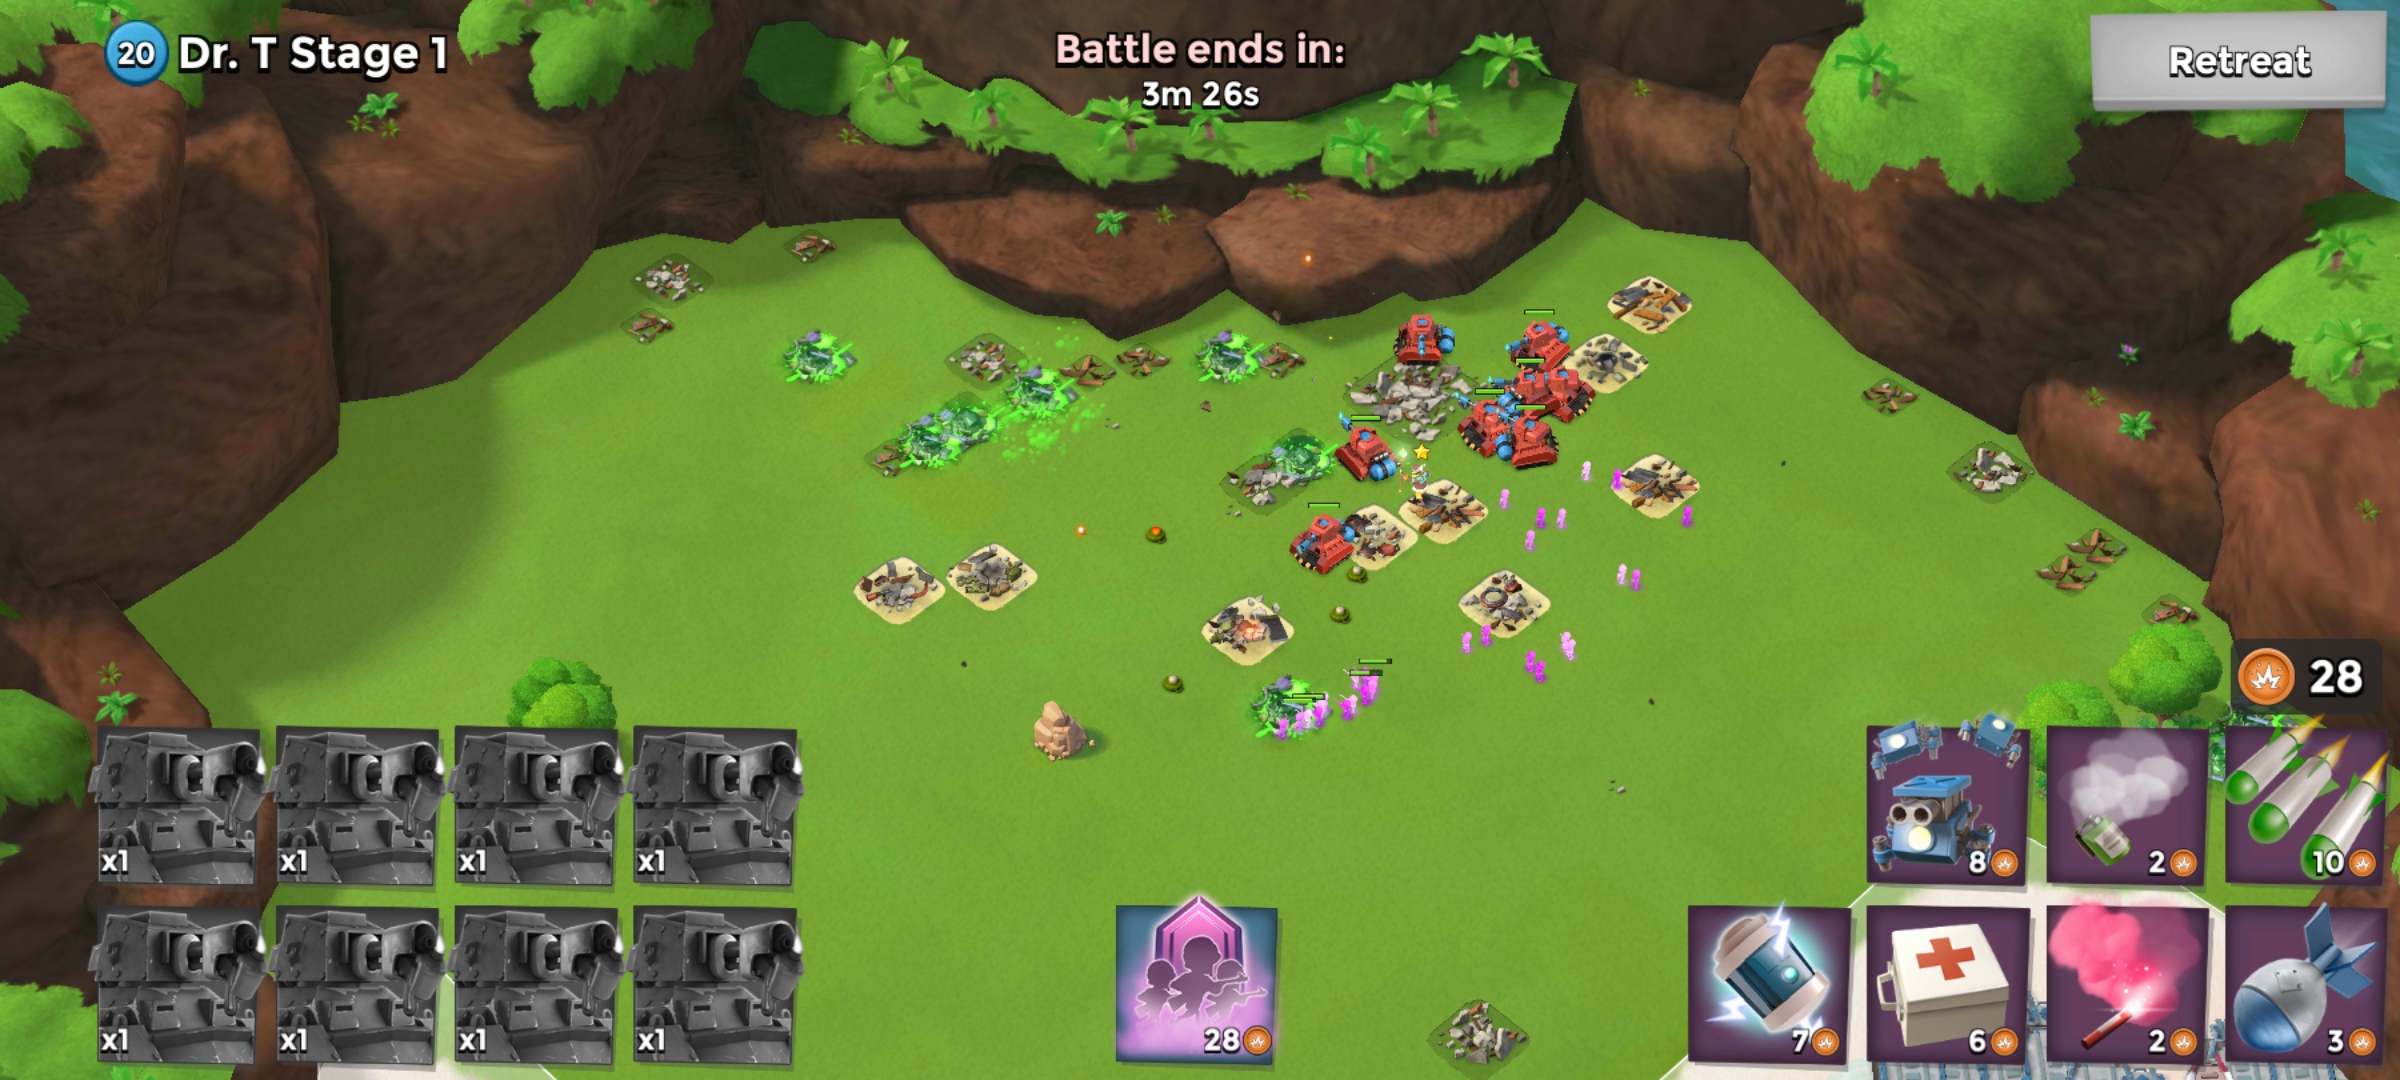 20 Dr. T Stage 1
Battle ends in:
3m 26s
Retreat
28
x1 x1 x1 x1
8 2 10
x1 x1 x1 x1
28
7 6 2 3